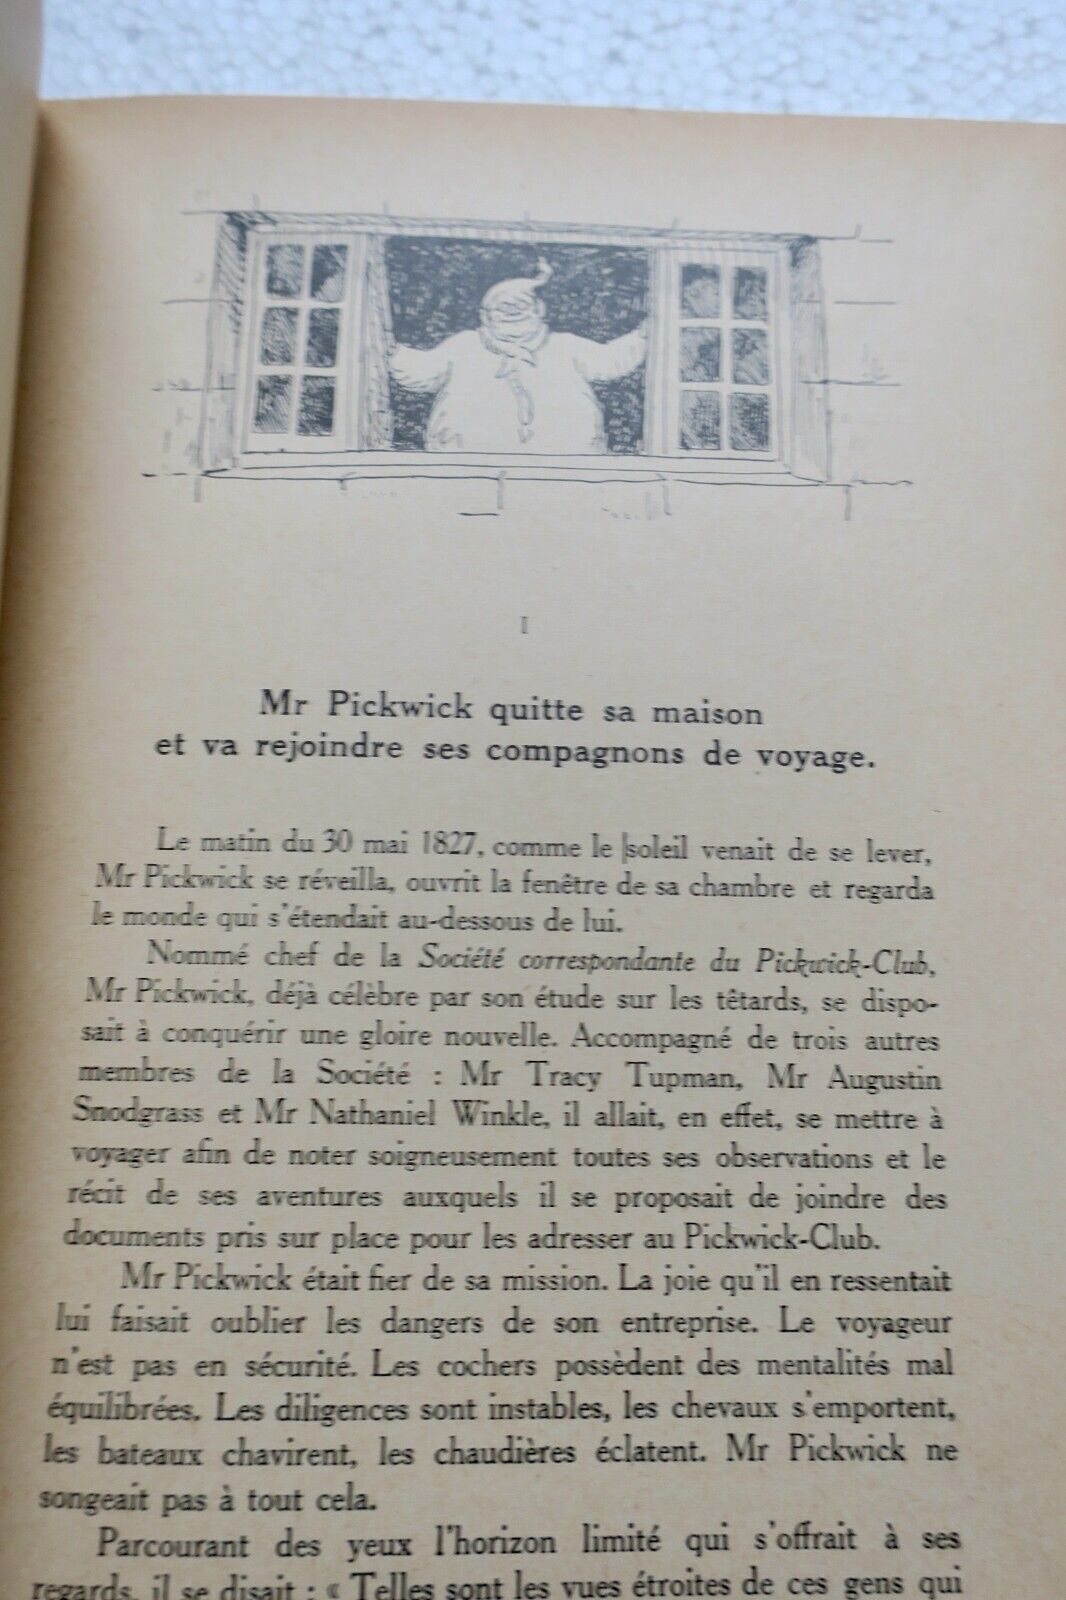 I
Mr Pickwick quitte sa maison
et va rejoindre ses compagnons de voyage.
Le matin du 30 mai 1827, comme le soleil venait de se lever,
Mr Pickwick se réveilla, ouvrit la fenêtre de sa chambre et regarda
le monde qui s'étendait au-dessous de lui.
Nommé chef de la Société correspondante du Pickwick-Club,
Mr Pickwick, déjà célèbre par son étude sur les têtards, se dispo-
sait à conquérir une gloire nouvelle. Accompagné de trois autres
membres de la Société : Mr Tracy Tupman, Mr Augustin
Snodgrass et Mr Nathaniel Winkle, il allait, en effet, se mettre à
voyager afin de noter soigneusement toutes ses observations et le
récit de ses aventures auxquels il se proposait de joindre des
documents pris sur place pour les adresser au Pickwick-Club.
Mr Pickwick était fier de sa mission. La joie qu'il en ressentait
lui faisait oublier les dangers de son entreprise. Le voyageur
n'est pas en sécurité. Les cochers possèdent des mentalités mal
équilibrées. Les diligences sont instables, les chevaux s'emportent,
les bateaux chavirent, les chaudières éclatent. Mr Pickwick ne
songeait pas à tout cela.
Parcourant des yeux l'horizon limité qui s'offrait à ses
regards, il se disait : « Telles sont les vues étroites de ces gens qui